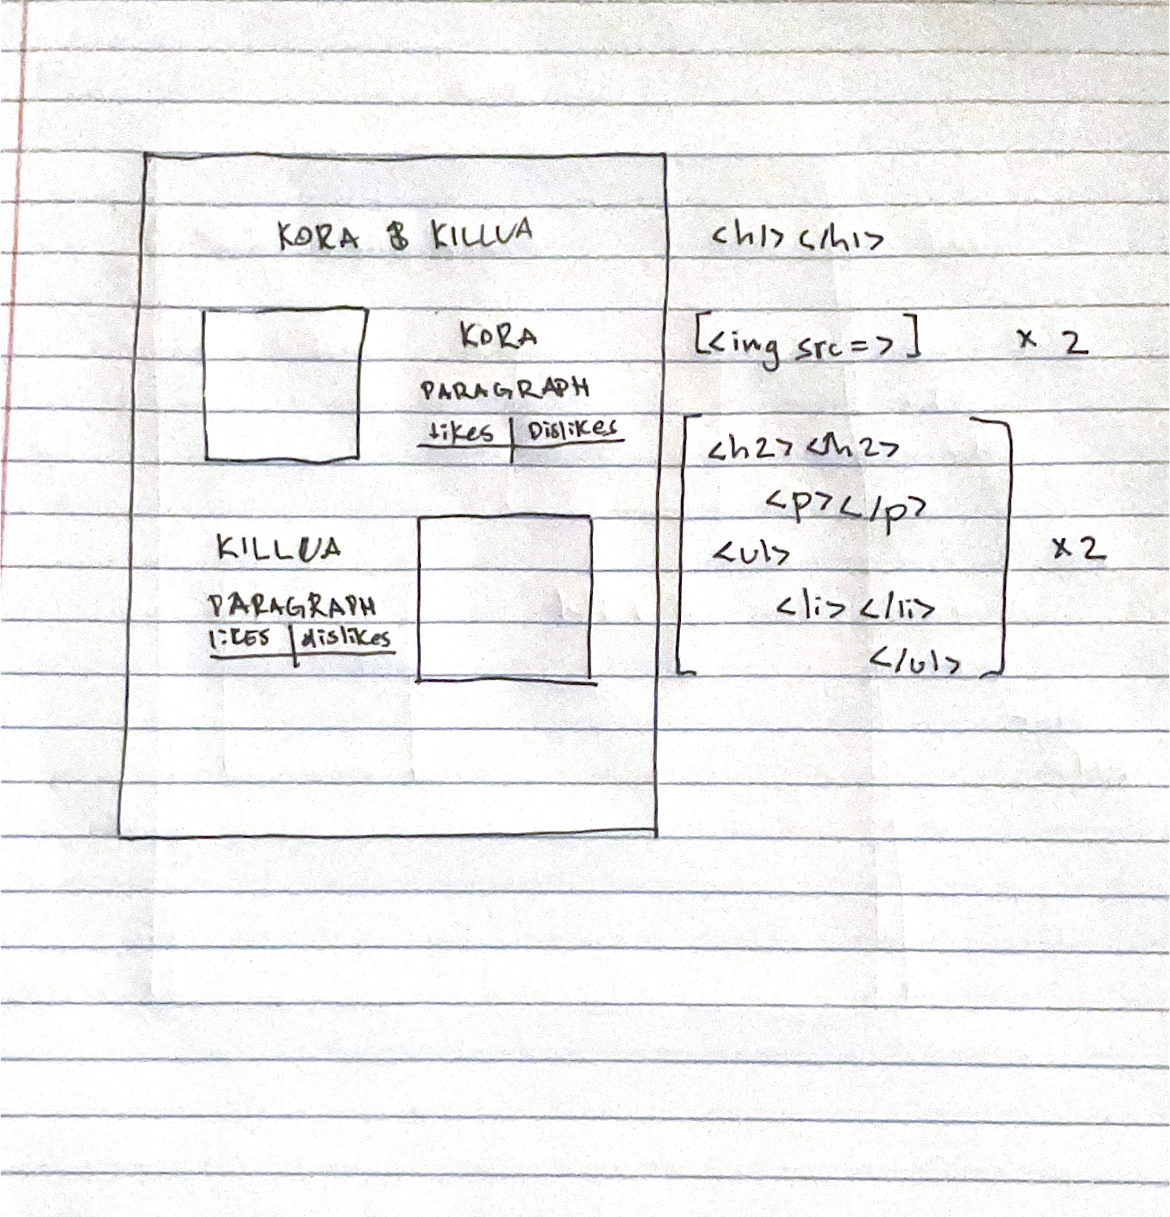 KORA & KILLUA
<h1></h1>
KORA
[<img src=>] x 2
PARAGRAPH
likes | Dislikes
<h2><h2>
<p></p>
KILLUA
<ul>
x 2
PARAGRAPH
<li></li>
likes | dislikes
</ul>